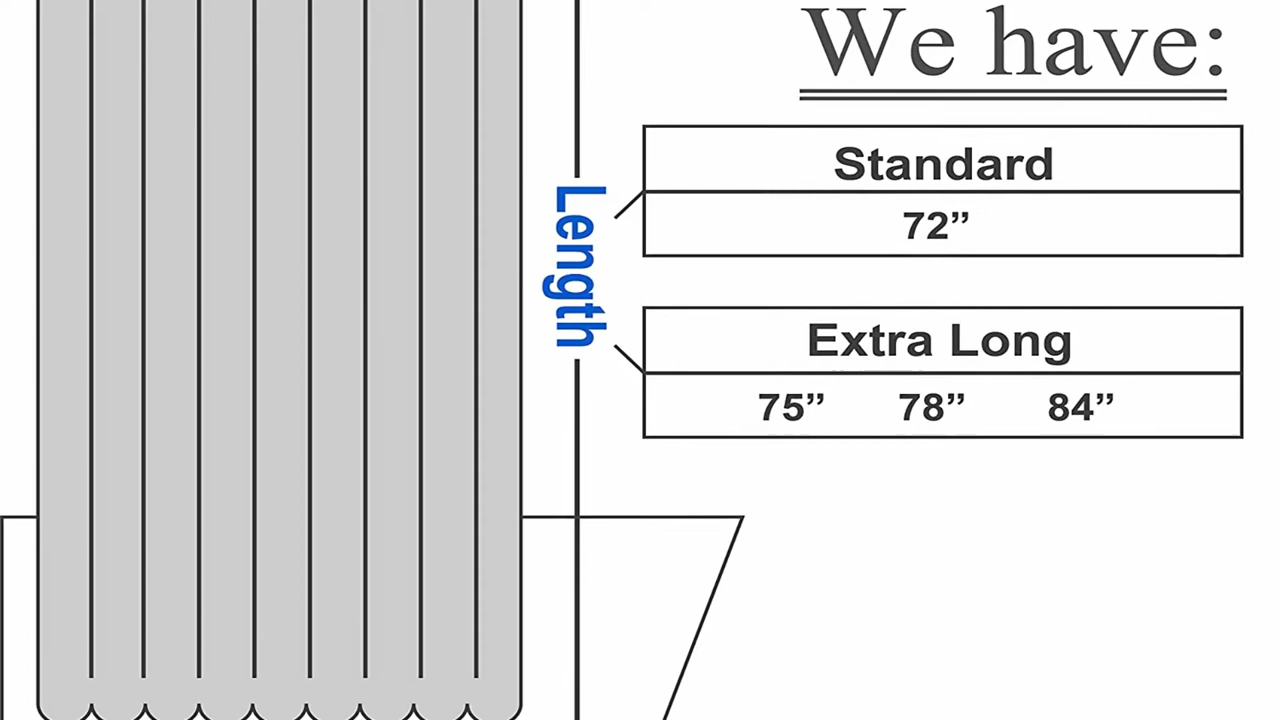 We have:
Standard
72”
Length
Extra Long
75” 78” 84”